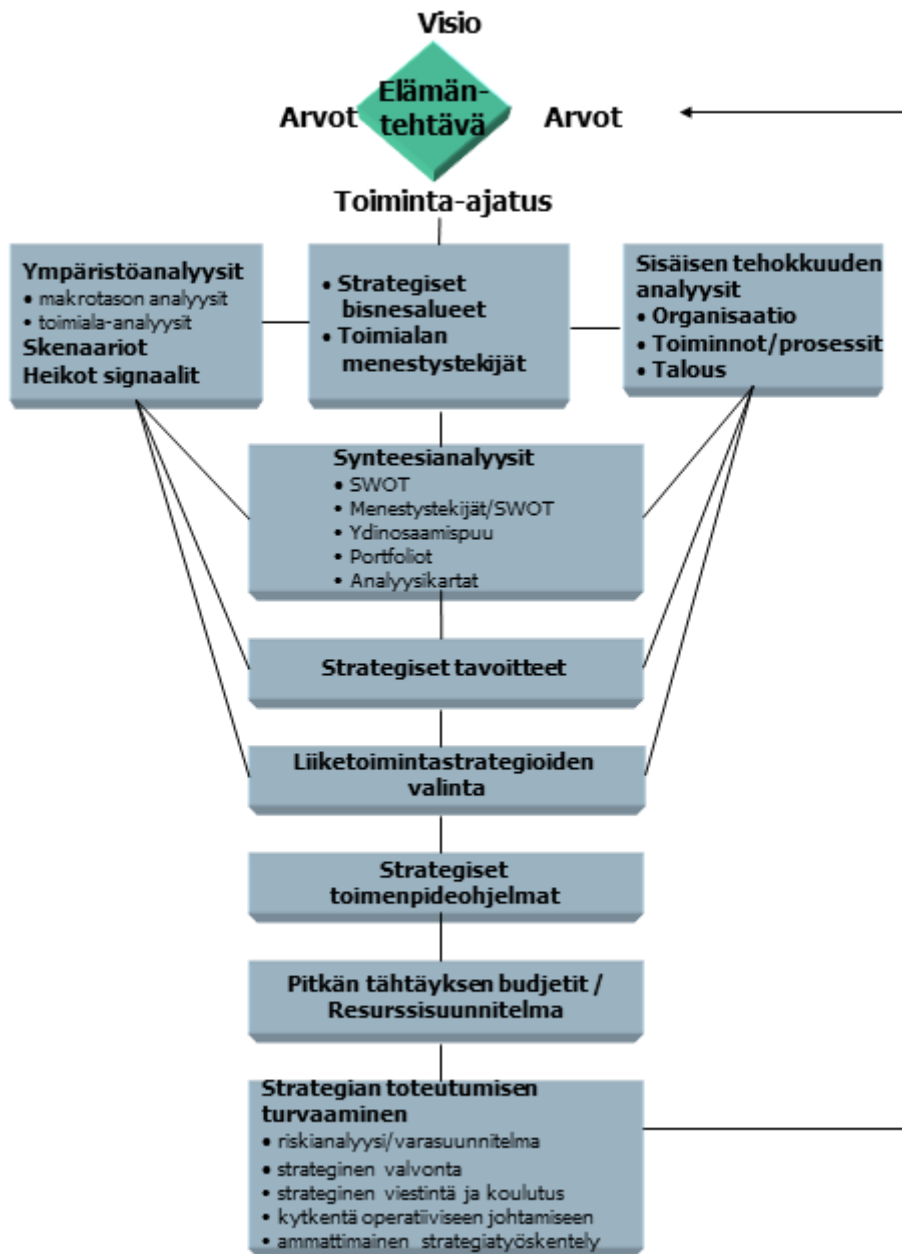 Visio
Elämän-
tehtävä
Arvot
Arvot
Toiminta-ajatus
Ympäristöanalyysit
• makrotason analyysit
• toimiala-analyysit
Skenaariot
Heikot signaalit
• Strategiset
bisnesalueet
• Toimialan
menestystekijät
Sisäisen tehokkuuden
analyysit
• Organisaatio
• Toiminnot/prosessit
• Talous
Synteesianalyysit
• SWOT
• Menestystekijät/SWOT
• Ydinosaamispuu
• Portfoliot
• Analyysikartat
Strategiset tavoitteet
Liiketoimintastrategioiden
valinta
Strategiset
toimenpideohjelmat
Pitkän tähtäyksen budjetit /
Resurssisuunnitelma
Strategian toteutumisen
turvaaminen
• riskianalyysi/varasuunnitelma
• strateginen valvonta
• strateginen viestintä ja koulutus
• kytkentä operatiiviseen johtamiseen
• ammattimainen strategiatyöskentely